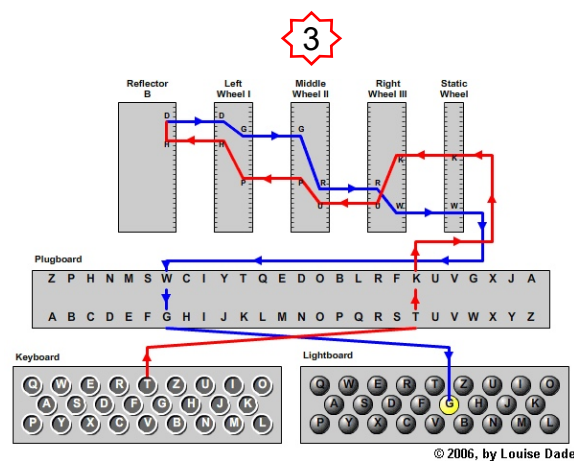 3
Reflector B
Left Wheel I
Middle Wheel II
Right Wheel III
Static Wheel
D D G G
H H K K
P P R R
U U W W
Plugboard
Z P H N M S W C I Y T Q E D O B L R F K U V G X J A
A B C D E F G H I J K L M N O P Q R S T U V W X Y Z
Keyboard
Q W E R T Z U I O
A S D F G H J K
P Y X C V B N M L
Lightboard
Q W E R T Z U I O
A S D F G H J K
P Y X C V B N M L
© 2006, by Louise Dade